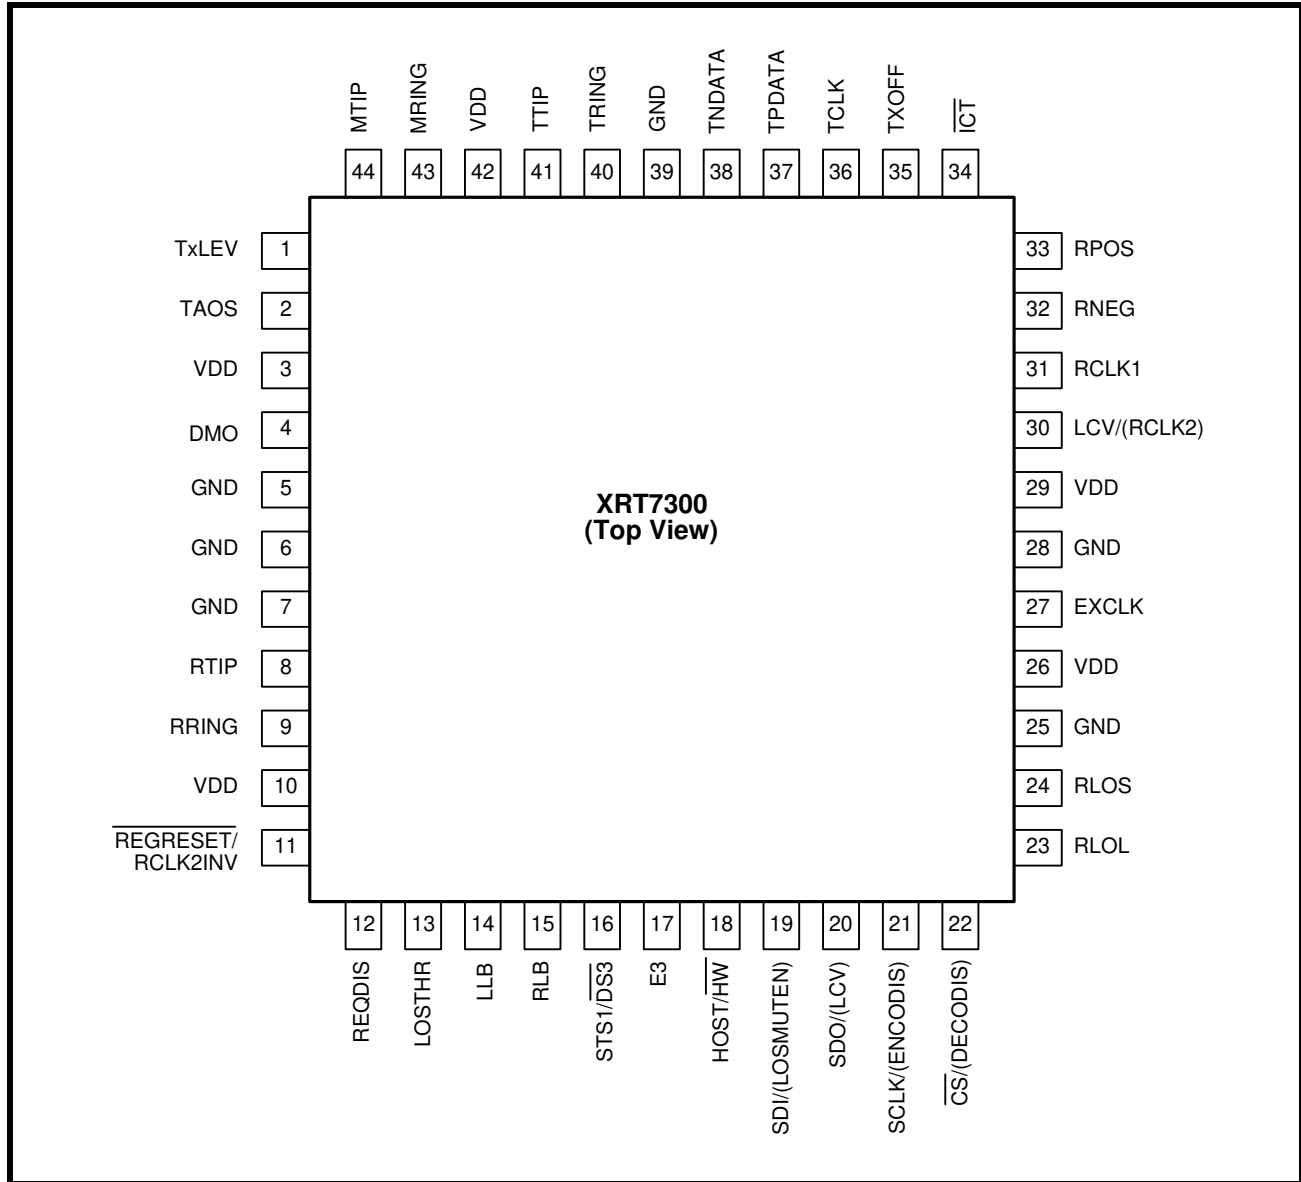 MTIP MRING VDD TTIP TRING GND TNDATA TPDATA TCLK TXOFF ICT
44 43 42 41 40 39 38 37 36 35 34
TxLEV 1
TAOS 2
VDD 3
DMO 4
GND 5
GND 6
GND 7
RTIP 8
RRING 9
VDD 10
REGRESET/
RCLK2INV 11
XRT7300
(Top View)
33 RPOS
32 RNEG
31 RCLK1
30 LCV/(RCLK2)
29 VDD
28 GND
27 EXCLK
26 VDD
25 GND
24 RLOS
23 RLOL
12 13 14 15 16 17 18 19 20 21 22
REQDIS LOSTHR LLB RLB STS1/DS3 E3 HOST/HW SDI/(LOSMUTEN) SDO/(LCV) SCLK/(ENCODIS) CS/(DECODIS)